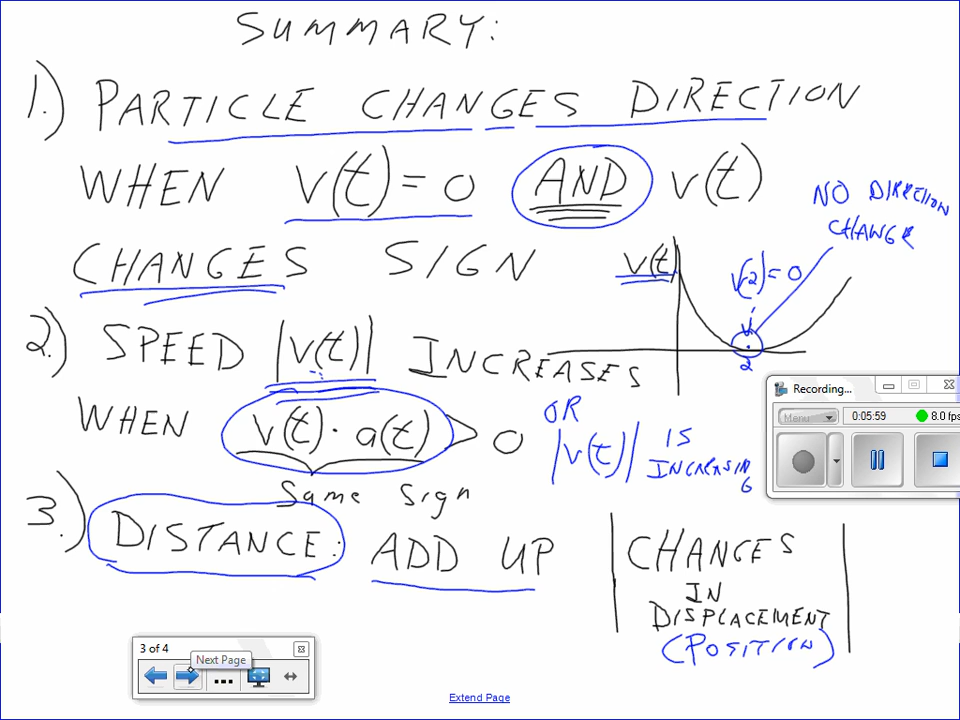 SUMMARY:
1.) PARTICLE CHANGES DIRECTION
WHEN v(t) = 0 AND v(t)
CHANGES SIGN
v(t)
v(2) = 0
NO DIRECTION
CHANGE
2
2.) SPEED |v(t)| INCREASES
WHEN v(t) · a(t) > 0
Same Sign
OR
|v(t)| IS
INCREASING
3.) DISTANCE: ADD UP |CHANGES
IN
DISPLACEMENT|
(POSITION)
Recording...
Menu
0:05:59
8.0 fps
3 of 4
Next Page
...
Extend Page